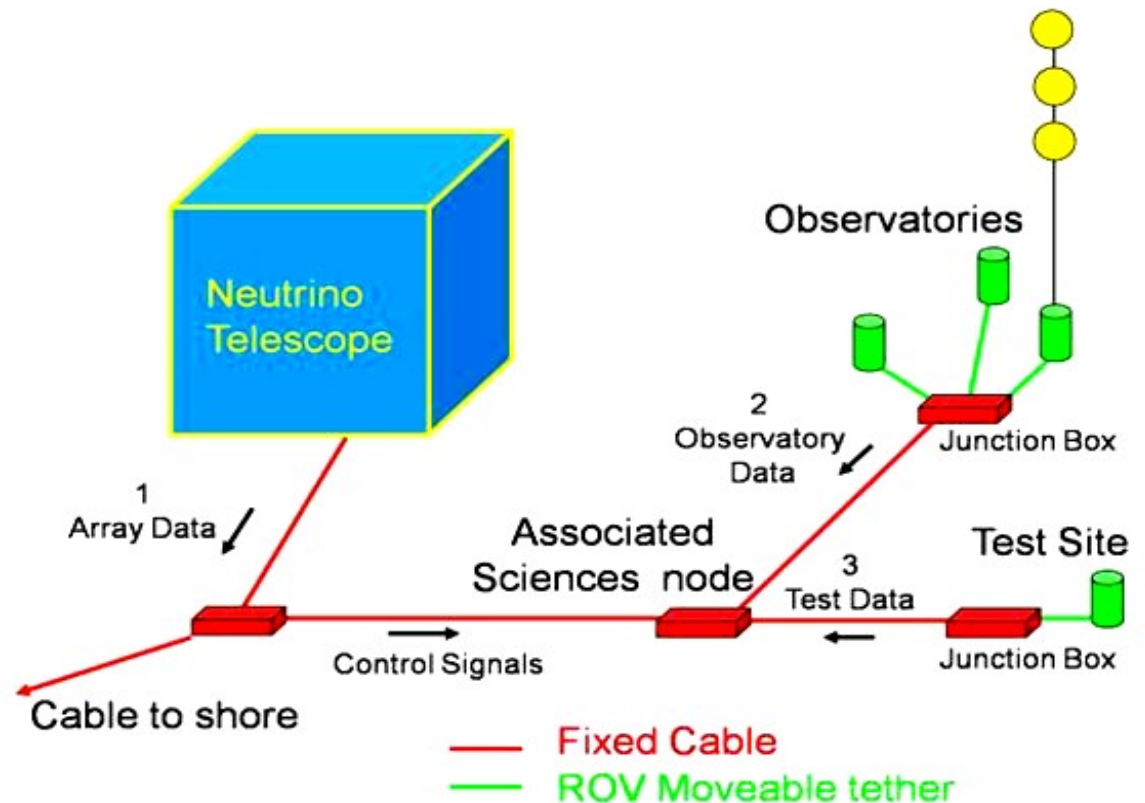 Observatories
Neutrino
Telescope
2
Observatory
Data
Junction Box
1
Array Data
Associated
Sciences node
3
Test Data
Test Site
Junction Box
Control Signals
Cable to shore
Fixed Cable
ROV Moveable tether